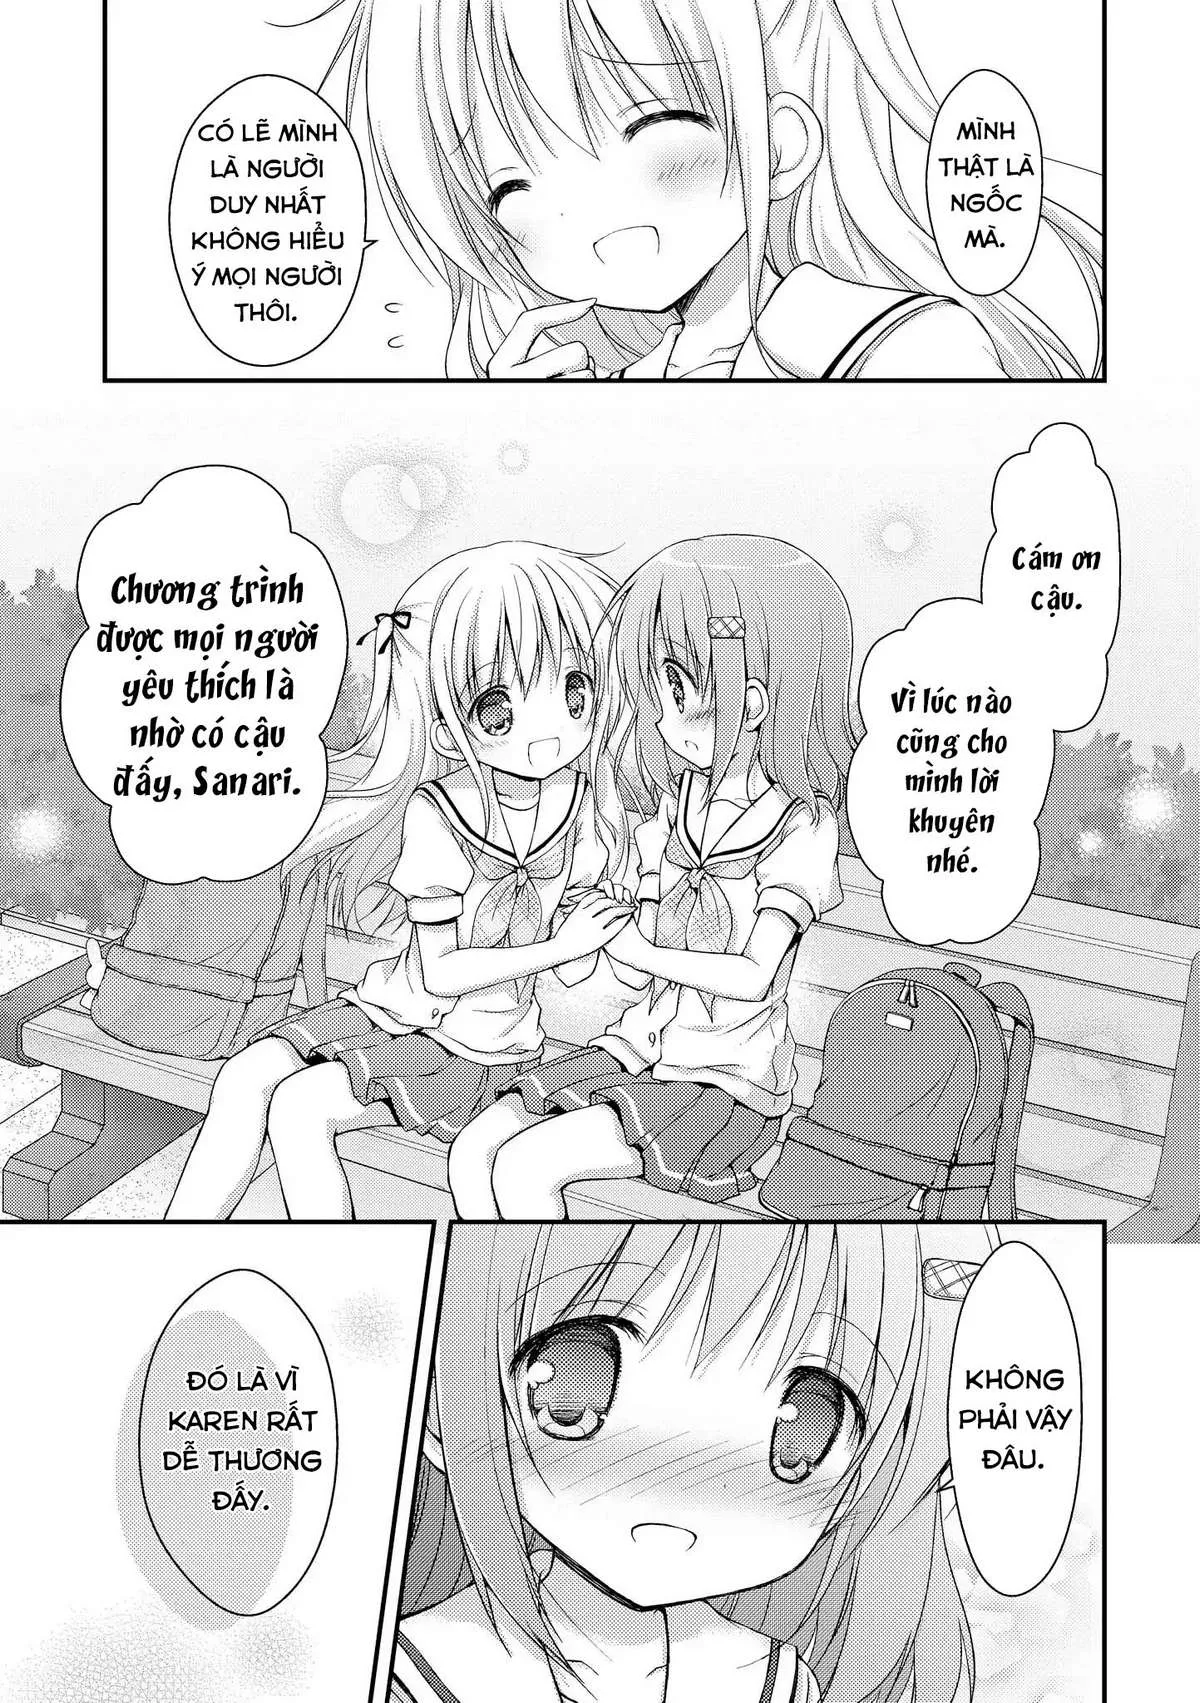 MÌNH
THẬT LÀ
NGỐC
MÀ.
CÓ LẼ MÌNH
LÀ NGƯỜI
DUY NHẤT
KHÔNG HIỂU
Ý MỌI NGƯỜI
THÔI.
Cám ơn
cậu.
Vì lúc nào
cũng cho
mình lời
khuyên
nhé.
Chương trình
được mọi người
yêu thích là
nhờ có cậu
đấy, Sanari.
KHÔNG
PHẢI VẬY
ĐÂU.
ĐÓ LÀ VÌ
KAREN RẤT
DỄ THƯƠNG
ĐẤY.